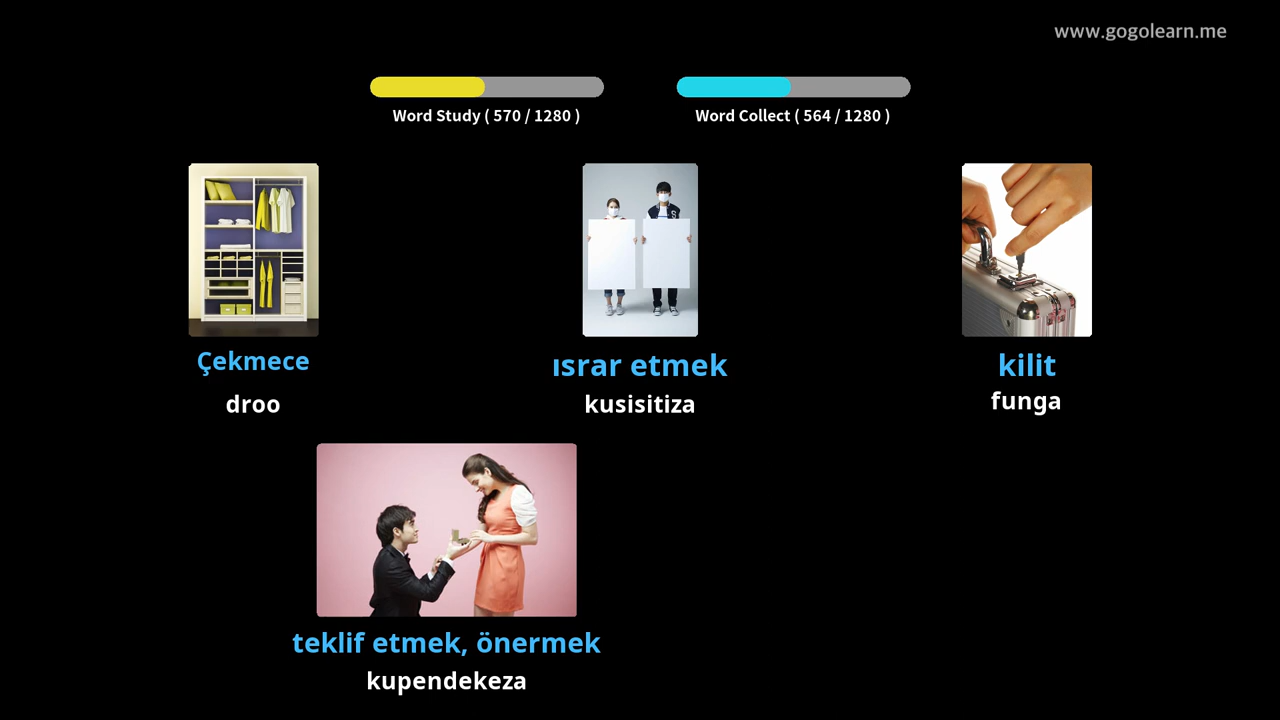 www.gogolearn.me
Word Study ( 570 / 1280 )
Word Collect ( 564 / 1280 )
Çekmece
droo
ısrar etmek
kusisitiza
kilit
funga
teklif etmek, önermek
kupendekeza